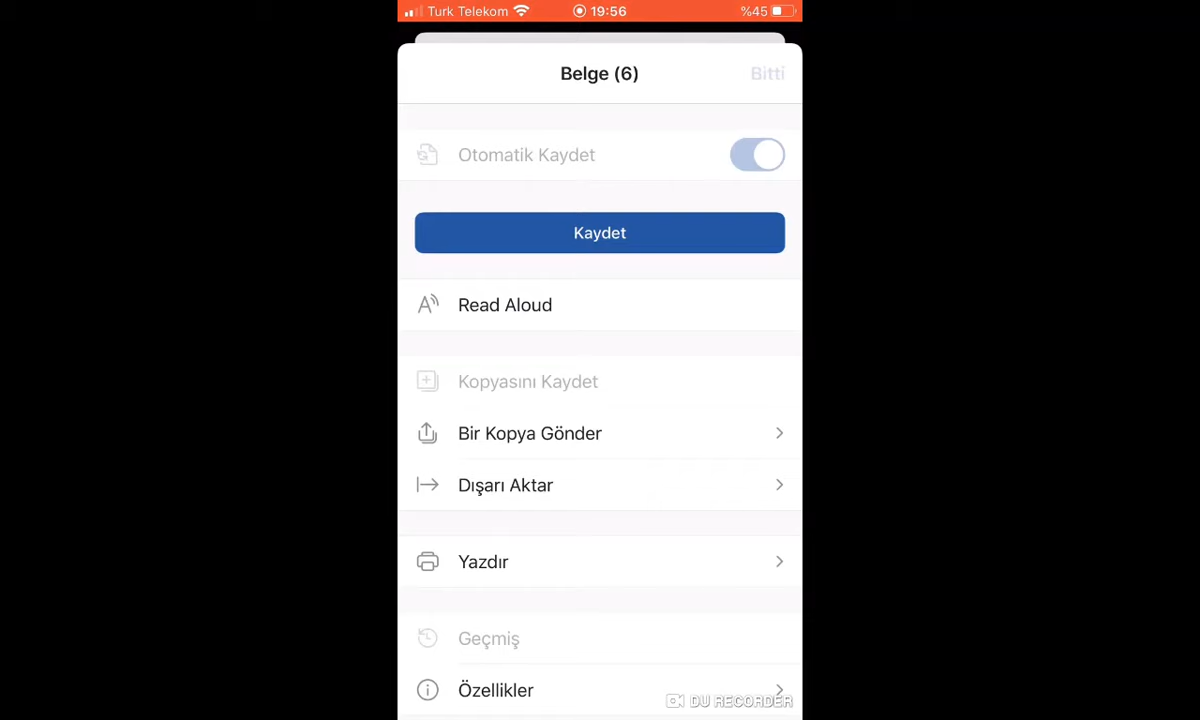 Turk Telekom 19:56 %45
Belge (6) Bitti
Otomatik Kaydet
Kaydet
Read Aloud
Kopyasını Kaydet
Bir Kopya Gönder
Dışarı Aktar
Yazdır
Geçmiş
Özellikler
DU RECORDER